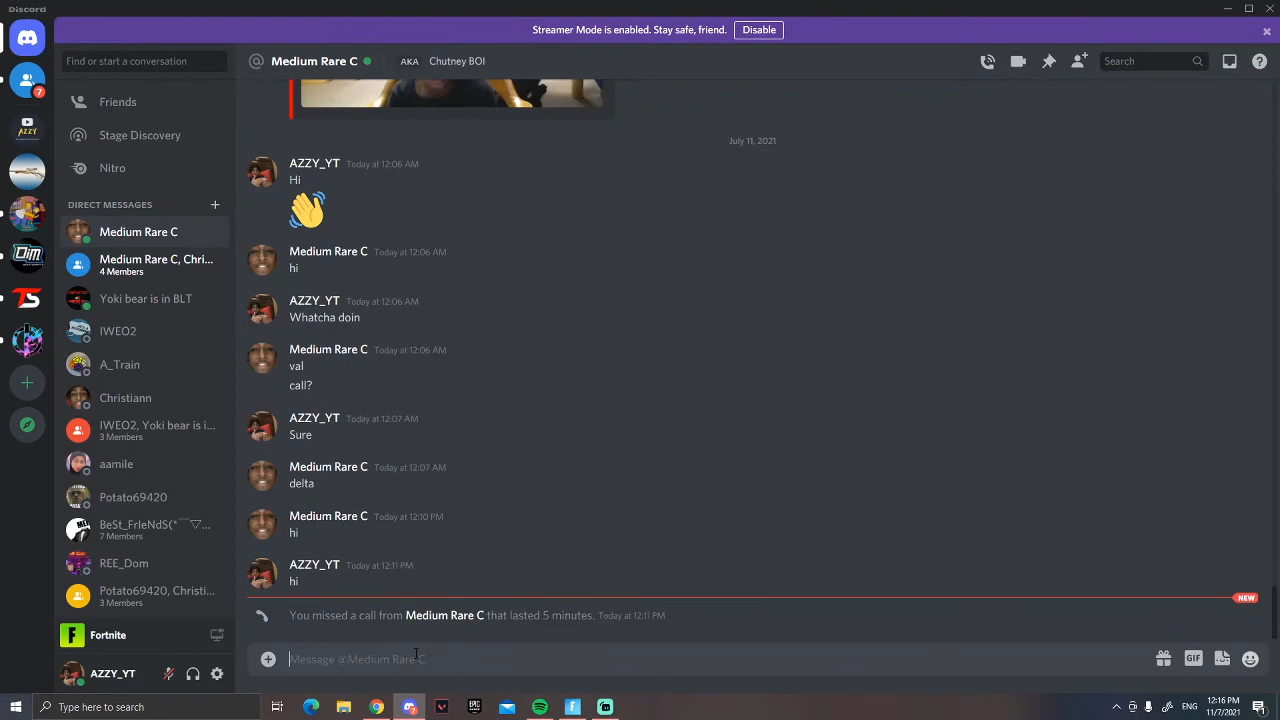 Discord
Streamer Mode is enabled. Stay safe, friend. Disable
Find or start a conversation
@ Medium Rare C AKA Chutney BOI
Search
7
AZZY
Friends
Stage Discovery
Nitro
DIRECT MESSAGES
Medium Rare C
Medium Rare C, Chri...
4 Members
Yoki bear is in BLT
IWEO2
A_Train
Christiann
IWEO2, Yoki bear is i...
3 Members
aamile
Potato69420
BeSt_FrIeNdS(*¯¯▽...
7 Members
REE_Dom
Potato69420, Christi...
3 Members
Fortnite
AZZY_YT
July 11, 2021
AZZY_YT Today at 12:06 AM
Hi
Medium Rare C Today at 12:06 AM
hi
AZZY_YT Today at 12:06 AM
Whatcha doin
Medium Rare C Today at 12:06 AM
val
call?
AZZY_YT Today at 12:07 AM
Sure
Medium Rare C Today at 12:07 AM
delta
Medium Rare C Today at 12:10 PM
hi
AZZY_YT Today at 12:11 PM
hi
NEW
You missed a call from Medium Rare C that lasted 5 minutes. Today at 12:11 PM
Message @Medium Rare C
GIF
Type here to search
ENG
12:16 PM
11/7/2021